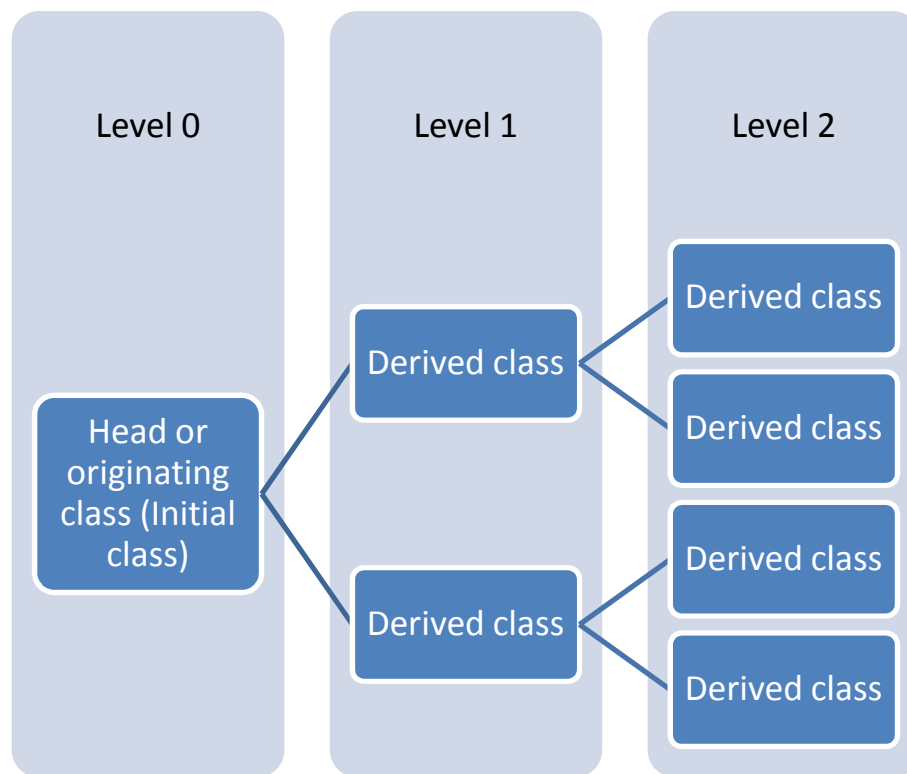 Level 0
Level 1
Level 2
Head or
originating
class (Initial
class)
Derived class
Derived class
Derived class
Derived class
Derived class
Derived class